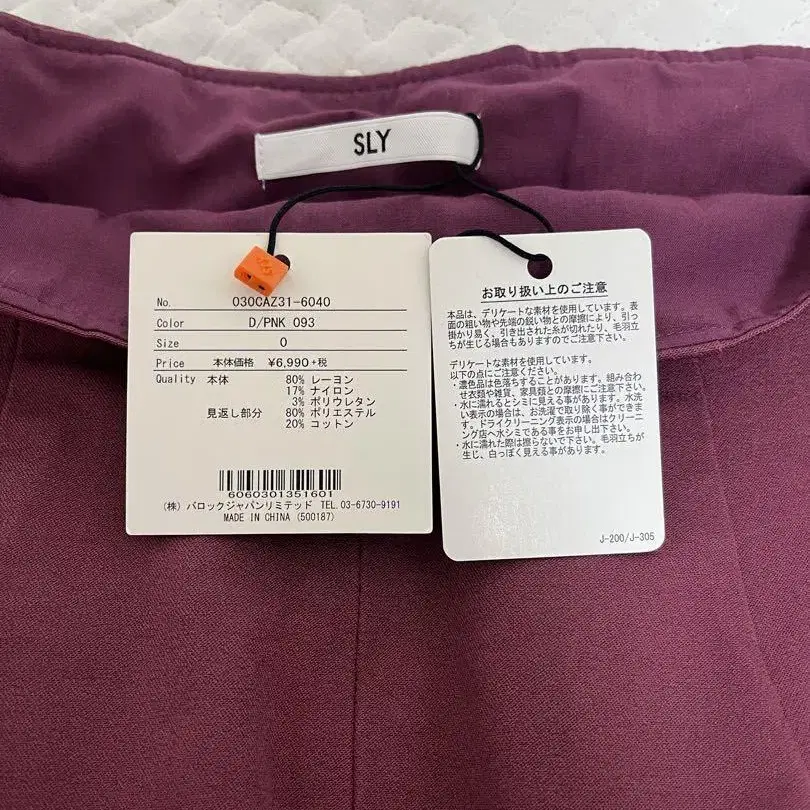 SLY
No. 030CAZ31-6040
Color D/PNK 093
Size 0
Price 本体価格 ¥6,990+税
Quality 本体 80% レーヨン
17% ナイロン
3% ポリウレタン
見返し部分 80% ポリエステル
20% コットン
6060301351601
(株) バロックジャパンリミテッド TEL.03-6730-9191
MADE IN CHINA (500187)
お取り扱い上のご注意
本品は、デリケートな素材を使用しています。表
面の粗い物や先端の鋭い物との摩擦により、引っ
掛かり易く、引き出された糸が切れたり、毛羽立
ちが生じる場合もありますのでご注意下さい。
デリケートな素材を使用しています。
以下の点にご注意ください。
・濃色品は色落ちすることがあります。組み合わ
せ衣類や雑貨、家具類との摩擦にご注意下さい。
・水に濡れるとシミに見える事があります。水洗
い表示の場合は、お洗濯で取り除く事ができま
す。ドライクリーニング表示の場合はクリーニ
ング店へ水シミである事をお申し出下さい。
・水に濡れた際は擦らないで下さい。毛羽立ちが
生じ、白っぽく見える事があります。
J-200/J-305